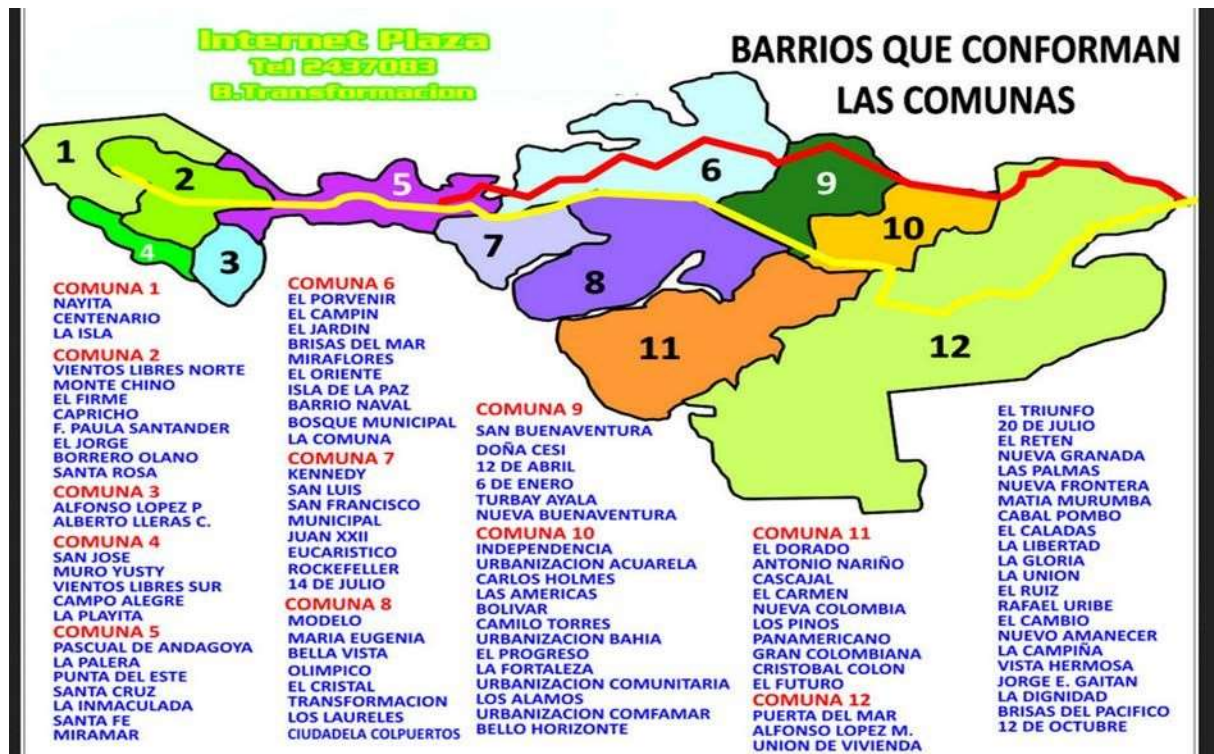 Internet Plaza
Tel 2437083
B.Transformacion
BARRIOS QUE CONFORMAN
LAS COMUNAS
1
2
3
4
5
6
7
8
9
10
11
12
COMUNA 1
NAYITA
CENTENARIO
LA ISLA
COMUNA 2
VIENTOS LIBRES NORTE
MONTE CHINO
EL FIRME
CAPRICHO
F. PAULA SANTANDER
EL JORGE
BORRERO OLANO
SANTA ROSA
COMUNA 3
ALFONSO LOPEZ P
ALBERTO LLERAS C.
COMUNA 4
SAN JOSE
MURO YUSTY
VIENTOS LIBRES SUR
CAMPO ALEGRE
LA PLAYITA
COMUNA 5
PASCUAL DE ANDAGOYA
LA PALERA
PUNTA DEL ESTE
SANTA CRUZ
LA INMACULADA
SANTA FE
MIRAMAR
COMUNA 6
EL PORVENIR
EL CAMPIN
EL JARDIN
BRISAS DEL MAR
MIRAFLORES
EL ORIENTE
ISLA DE LA PAZ
BARRIO NAVAL
BOSQUE MUNICIPAL
LA COMUNA
COMUNA 7
KENNEDY
SAN LUIS
SAN FRANCISCO
MUNICIPAL
JUAN XXII
EUCARISTICO
ROCKEFELLER
14 DE JULIO
COMUNA 8
MODELO
MARIA EUGENIA
BELLA VISTA
OLIMPICO
EL CRISTAL
TRANSFORMACION
LOS LAURELES
CIUDADELA COLPUERTOS
COMUNA 9
SAN BUENAVENTURA
DOÑA CESI
12 DE ABRIL
6 DE ENERO
TURBAY AYALA
NUEVA BUENAVENTURA
COMUNA 10
INDEPENDENCIA
URBANIZACION ACUARELA
CARLOS HOLMES
LAS AMERICAS
BOLIVAR
CAMILO TORRES
URBANIZACION BAHIA
EL PROGRESO
LA FORTALEZA
URBANIZACION COMUNITARIA
LOS ALAMOS
URBANIZACION COMFAMAR
BELLO HORIZONTE
COMUNA 11
EL DORADO
ANTONIO NARIÑO
CASCAJAL
EL CARMEN
NUEVA COLOMBIA
LOS PINOS
PANAMERICANO
GRAN COLOMBIANA
CRISTOBAL COLON
EL FUTURO
COMUNA 12
PUERTA DEL MAR
ALFONSO LOPEZ M.
UNION DE VIVIENDA
EL TRIUNFO
20 DE JULIO
EL RETEN
NUEVA GRANADA
LAS PALMAS
NUEVA FRONTERA
MATIA MURUMBA
CABAL POMBO
EL CALADAS
LA LIBERTAD
LA GLORIA
LA UNION
EL RUIZ
RAFAEL URIBE
EL CAMBIO
NUEVO AMANECER
LA CAMPIÑA
VISTA HERMOSA
JORGE E. GAITAN
LA DIGNIDAD
BRISAS DEL PACIFICO
12 DE OCTUBRE